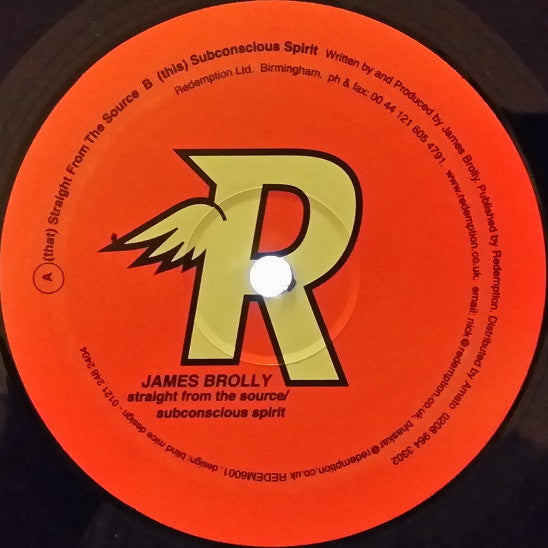 A (that) Straight From The Source B (this) Subconscious Spirit Written by and Produced by James Brolly. Published by Redemption. Distributed by Amato 0208 964 3302
Redemption Ltd. Birmingham. ph & fax: 00 44 121 605 4791. www.redemption.co.uk. email: nick@redemption.co.uk, bhaskar@redemption.co.uk REDEM6001. design: blind mice design - 0121 248 2404
R
JAMES BROLLY
straight from the source/
subconscious spirit